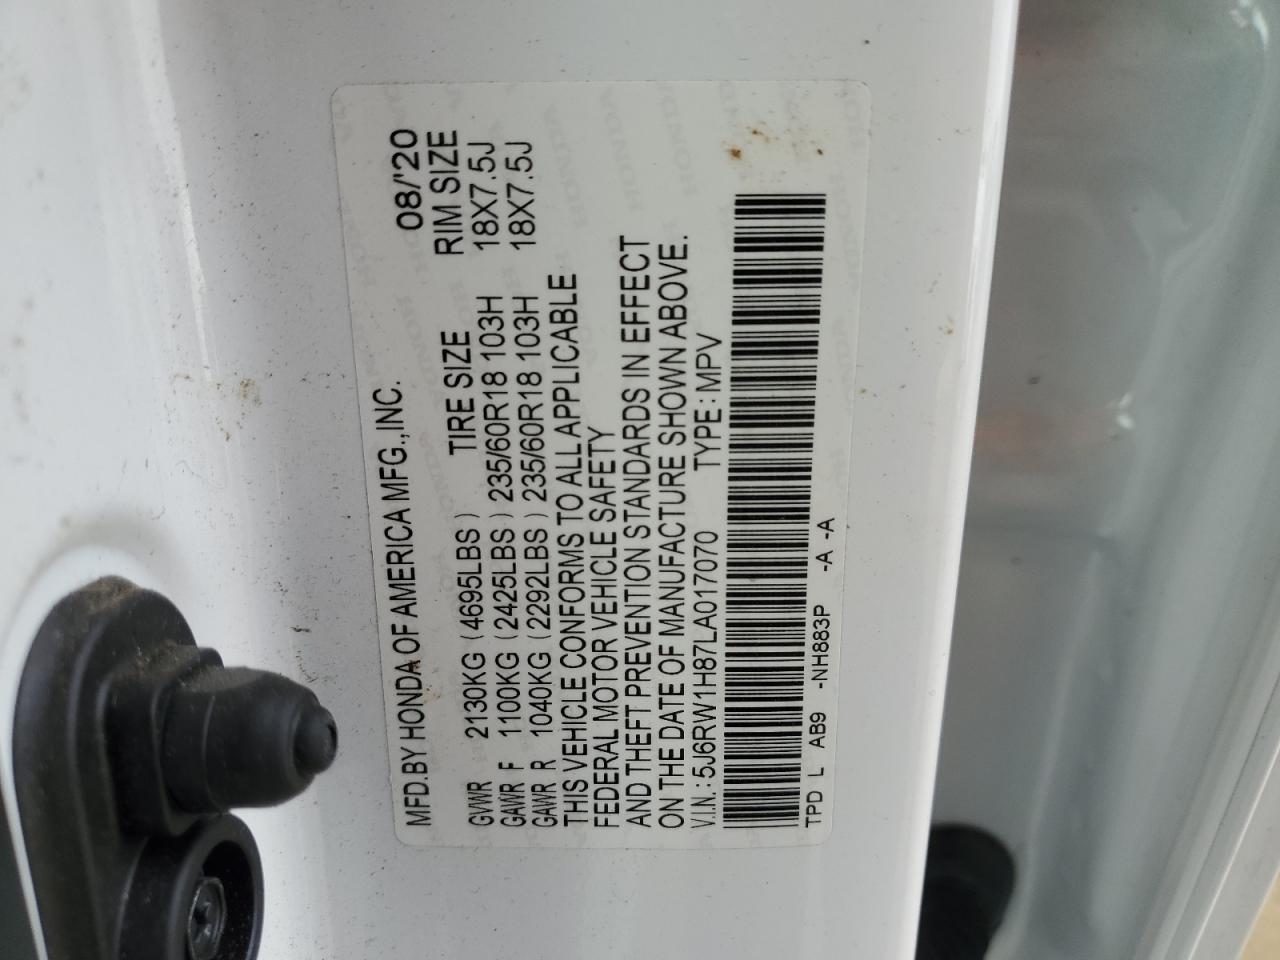 MFD.BY HONDA OF AMERICA MFG.,INC. 08/'20
TIRE SIZE RIM SIZE
GVWR 2130KG (4695LBS)
GAWR F 1100KG (2425LBS) 235/60R18 103H 18X7.5J
GAWR R 1040KG (2292LBS) 235/60R18 103H 18X7.5J
THIS VEHICLE CONFORMS TO ALL APPLICABLE
FEDERAL MOTOR VEHICLE SAFETY
AND THEFT PREVENTION STANDARDS IN EFFECT
ON THE DATE OF MANUFACTURE SHOWN ABOVE.
V.I.N.: 5J6RW1H87LA017070 TYPE: MPV
TPD L AB9 -NH883P -A -A